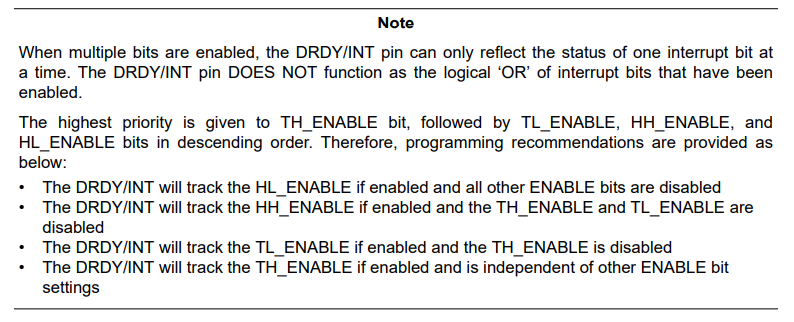 Note
When multiple bits are enabled, the DRDY/INT pin can only reflect the status of one interrupt bit at
a time. The DRDY/INT pin DOES NOT function as the logical ‘OR’ of interrupt bits that have been
enabled.
The highest priority is given to TH_ENABLE bit, followed by TL_ENABLE, HH_ENABLE, and
HL_ENABLE bits in descending order. Therefore, programming recommendations are provided as
below:
• The DRDY/INT will track the HL_ENABLE if enabled and all other ENABLE bits are disabled
• The DRDY/INT will track the HH_ENABLE if enabled and the TH_ENABLE and TL_ENABLE are
disabled
• The DRDY/INT will track the TL_ENABLE if enabled and the TH_ENABLE is disabled
• The DRDY/INT will track the TH_ENABLE if enabled and is independent of other ENABLE bit
settings